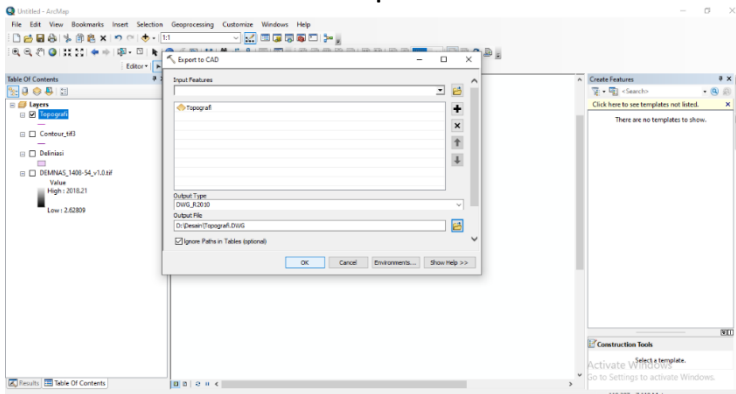 Untitled - ArcMap
File Edit View Bookmarks Insert Selection Geoprocessing Customize Windows Help
1:1
Editor
Table Of Contents
Layers
Topografi
Contour_tif3
Deliniasi
DEMNAS_1408-54_v1.0.tif
Value
High : 2018.21
Low : 2.62809
Results
Table Of Contents
Export to CAD
Input Features
Topografi
Output Type
DWG_R2010
Output File
D:\Desain\Topografi.DWG
Ignore Paths in Tables (optional)
OK Cancel Environments... Show Help >>
Create Features
<Search>
Click here to see templates not listed.
There are no templates to show.
Construction Tools
Select a template.
Activate Windows
Go to Settings to activate Windows.